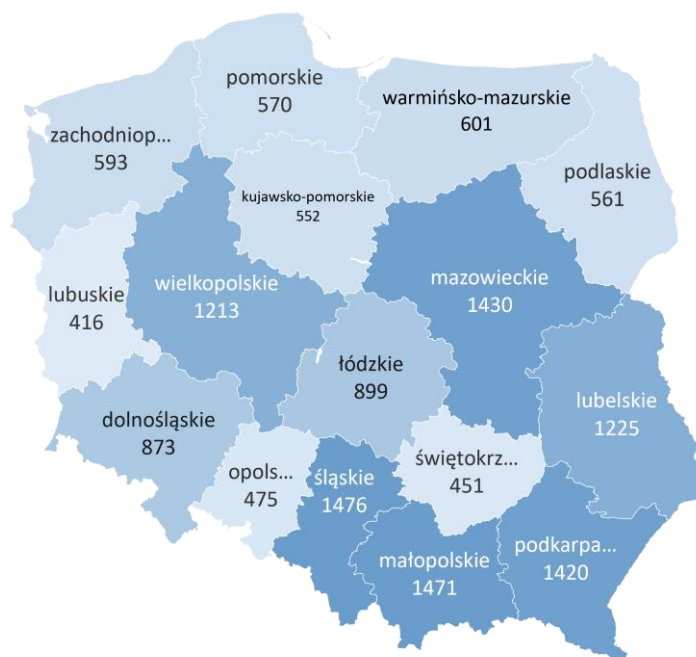 pomorskie
570
warmińsko-mazurskie
601
zachodniop...
593
podlaskie
561
kujawsko-pomorskie
552
mazowieckie
1430
wielkopolskie
1213
lubuskie
416
łódzkie
899
lubelskie
1225
dolnośląskie
873
świętokrz...
451
opols...
475
śląskie
1476
podkarpa...
1420
małopolskie
1471